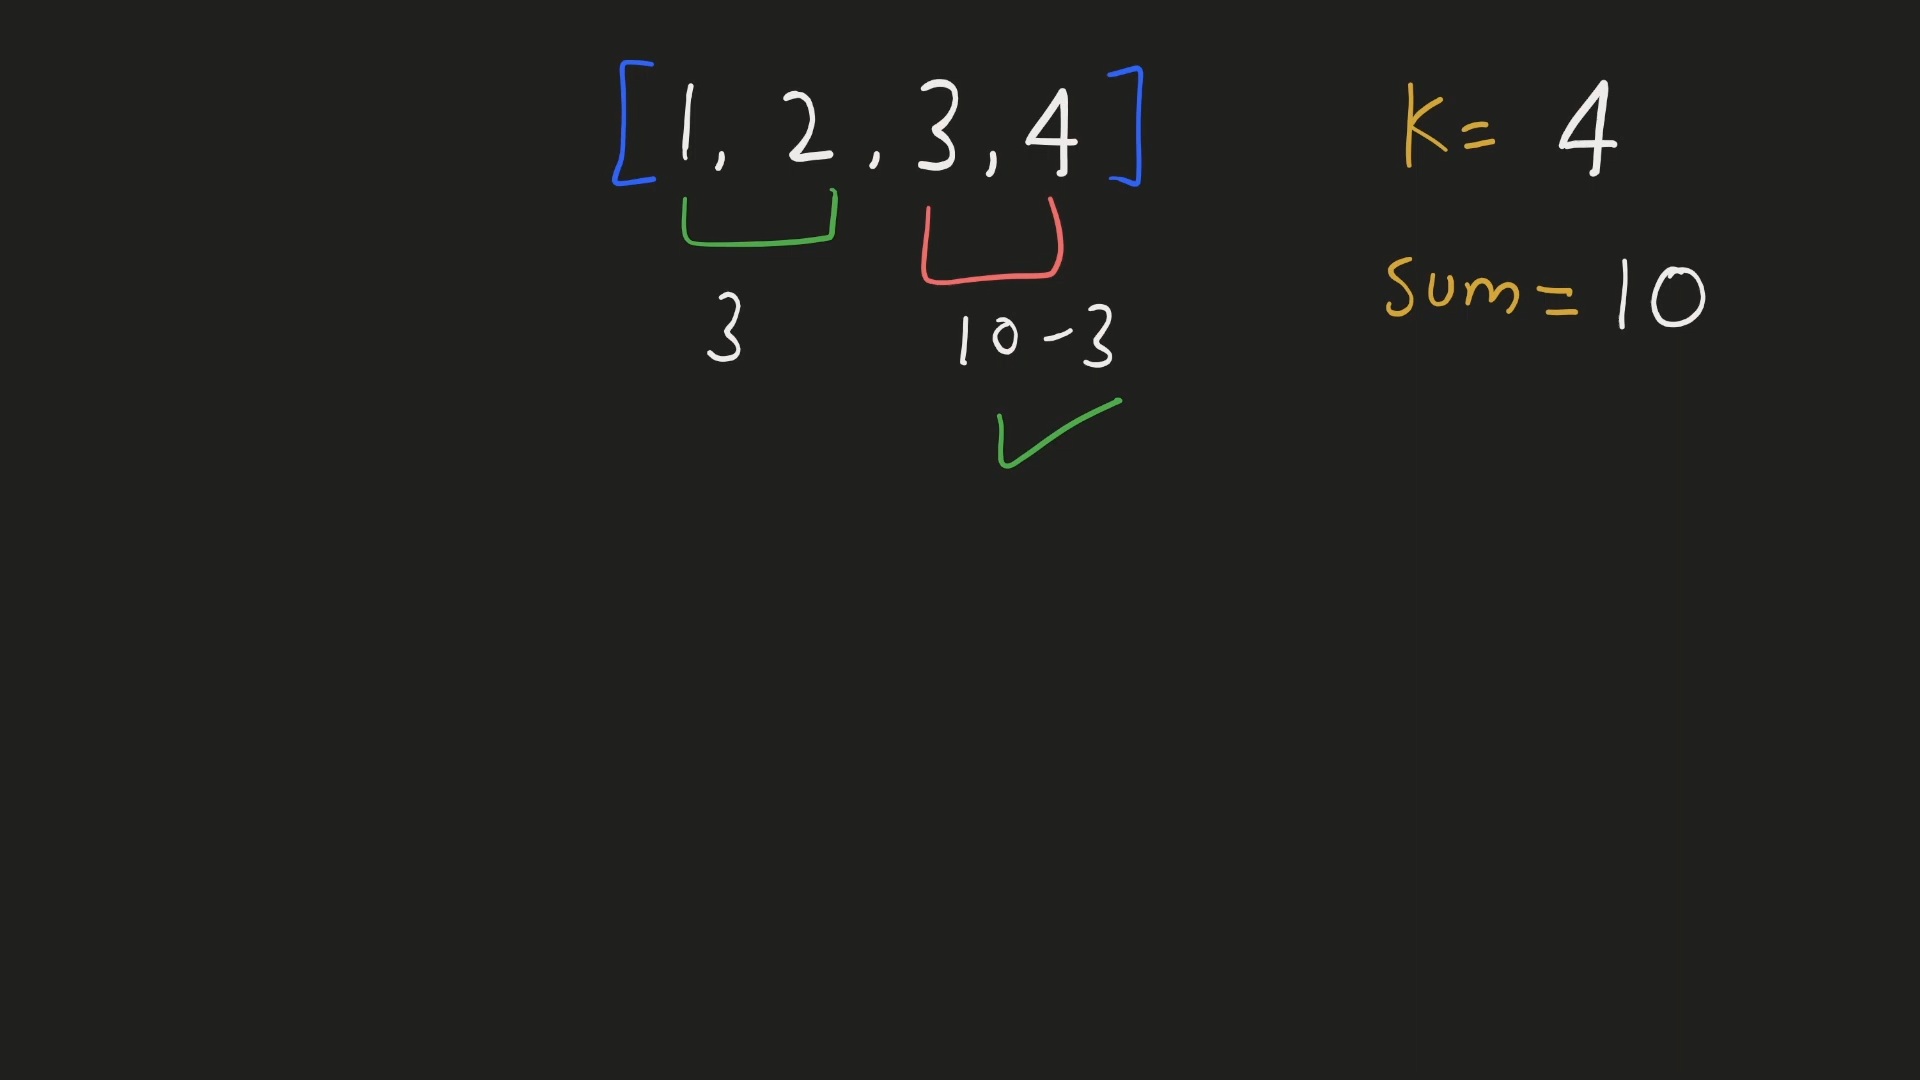 [1, 2, 3, 4]
K= 4
Sum=10
3
10-3